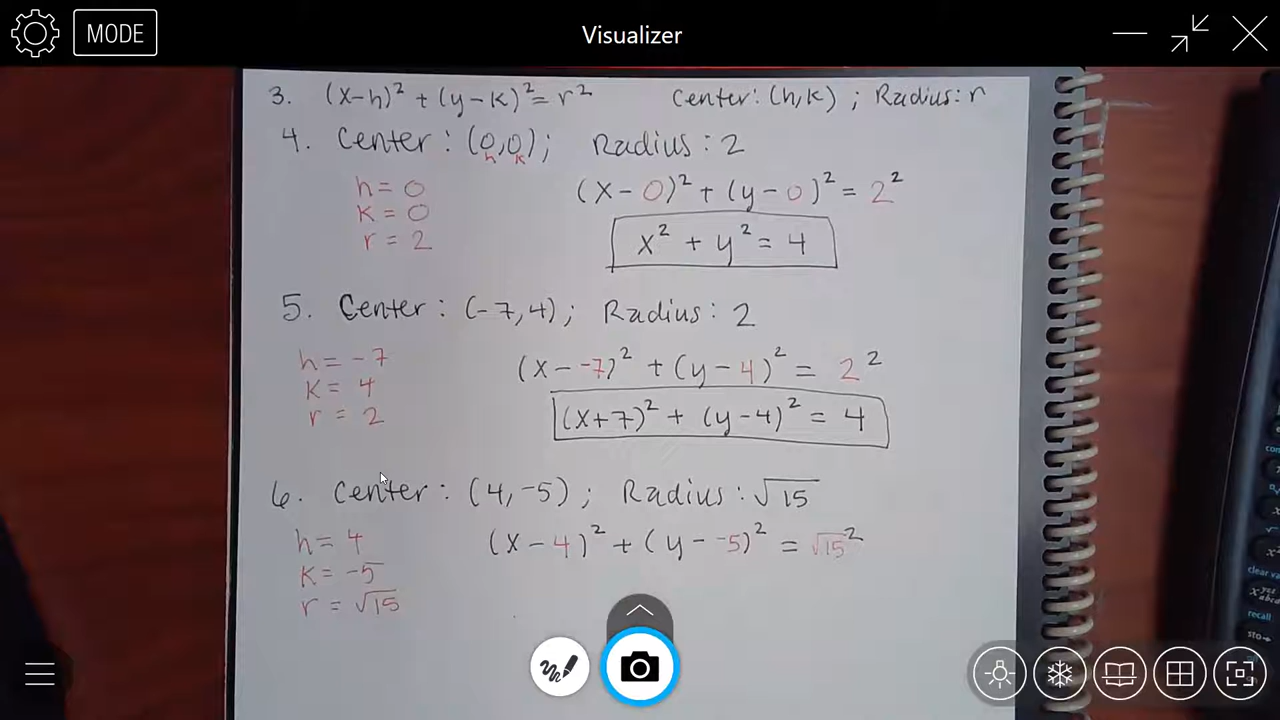 MODE
Visualizer
3. (x-h)² + (y-k)² = r² Center: (h,k) ; Radius: r
4. Center: (0,0); Radius: 2
h k
h = 0
(x-0)² + (y-0)² = 2²
k = 0
r = 2
x² + y² = 4
5. Center: (-7,4); Radius: 2
h = -7
(x--7)² + (y-4)² = 2²
k = 4
r = 2
(x+7)² + (y-4)² = 4
6. Center: (4,-5); Radius: √15
h = 4
(x-4)² + (y--5)² = √15²
k = -5
r = √15
clear
recall
sto→